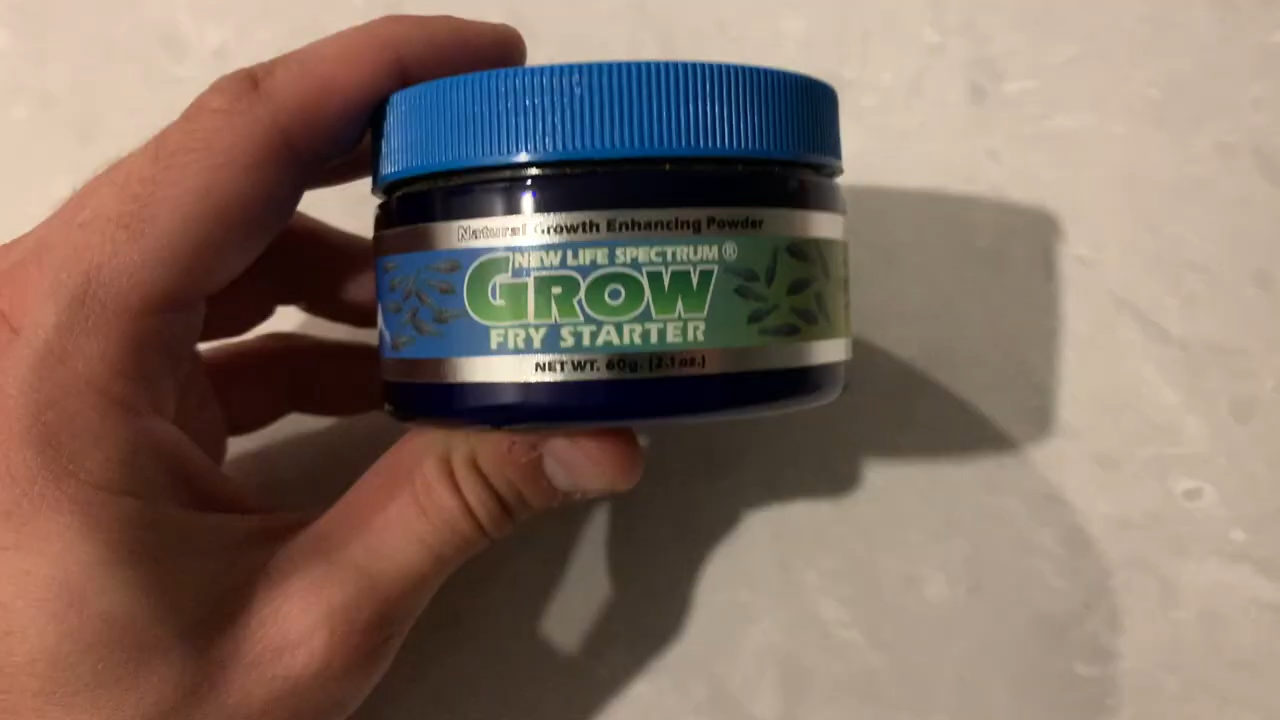 Natural Growth Enhancing Powder
NEW LIFE SPECTRUM®
GROW
FRY STARTER
NET WT. 60g. (2.1 oz.)